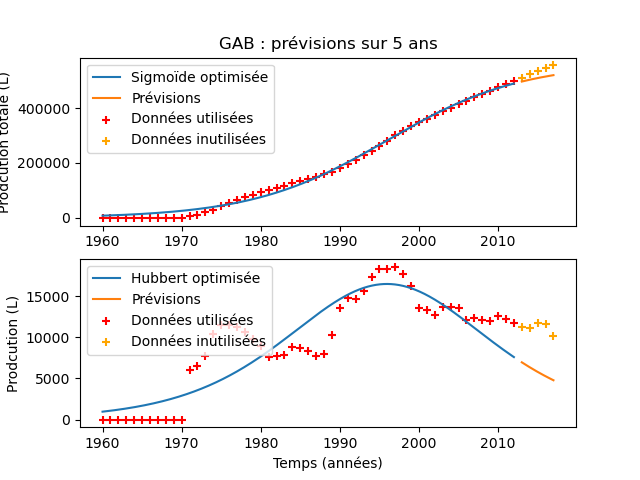 GAB : prévisions sur 5 ans
Prodcution totale (L)
400000
200000
0
Sigmoïde optimisée
Prévisions
Données utilisées
Données inutilisées
1960 1970 1980 1990 2000 2010
Prodcution (L)
15000
10000
5000
0
Hubbert optimisée
Prévisions
Données utilisées
Données inutilisées
1960 1970 1980 1990 2000 2010
Temps (années)